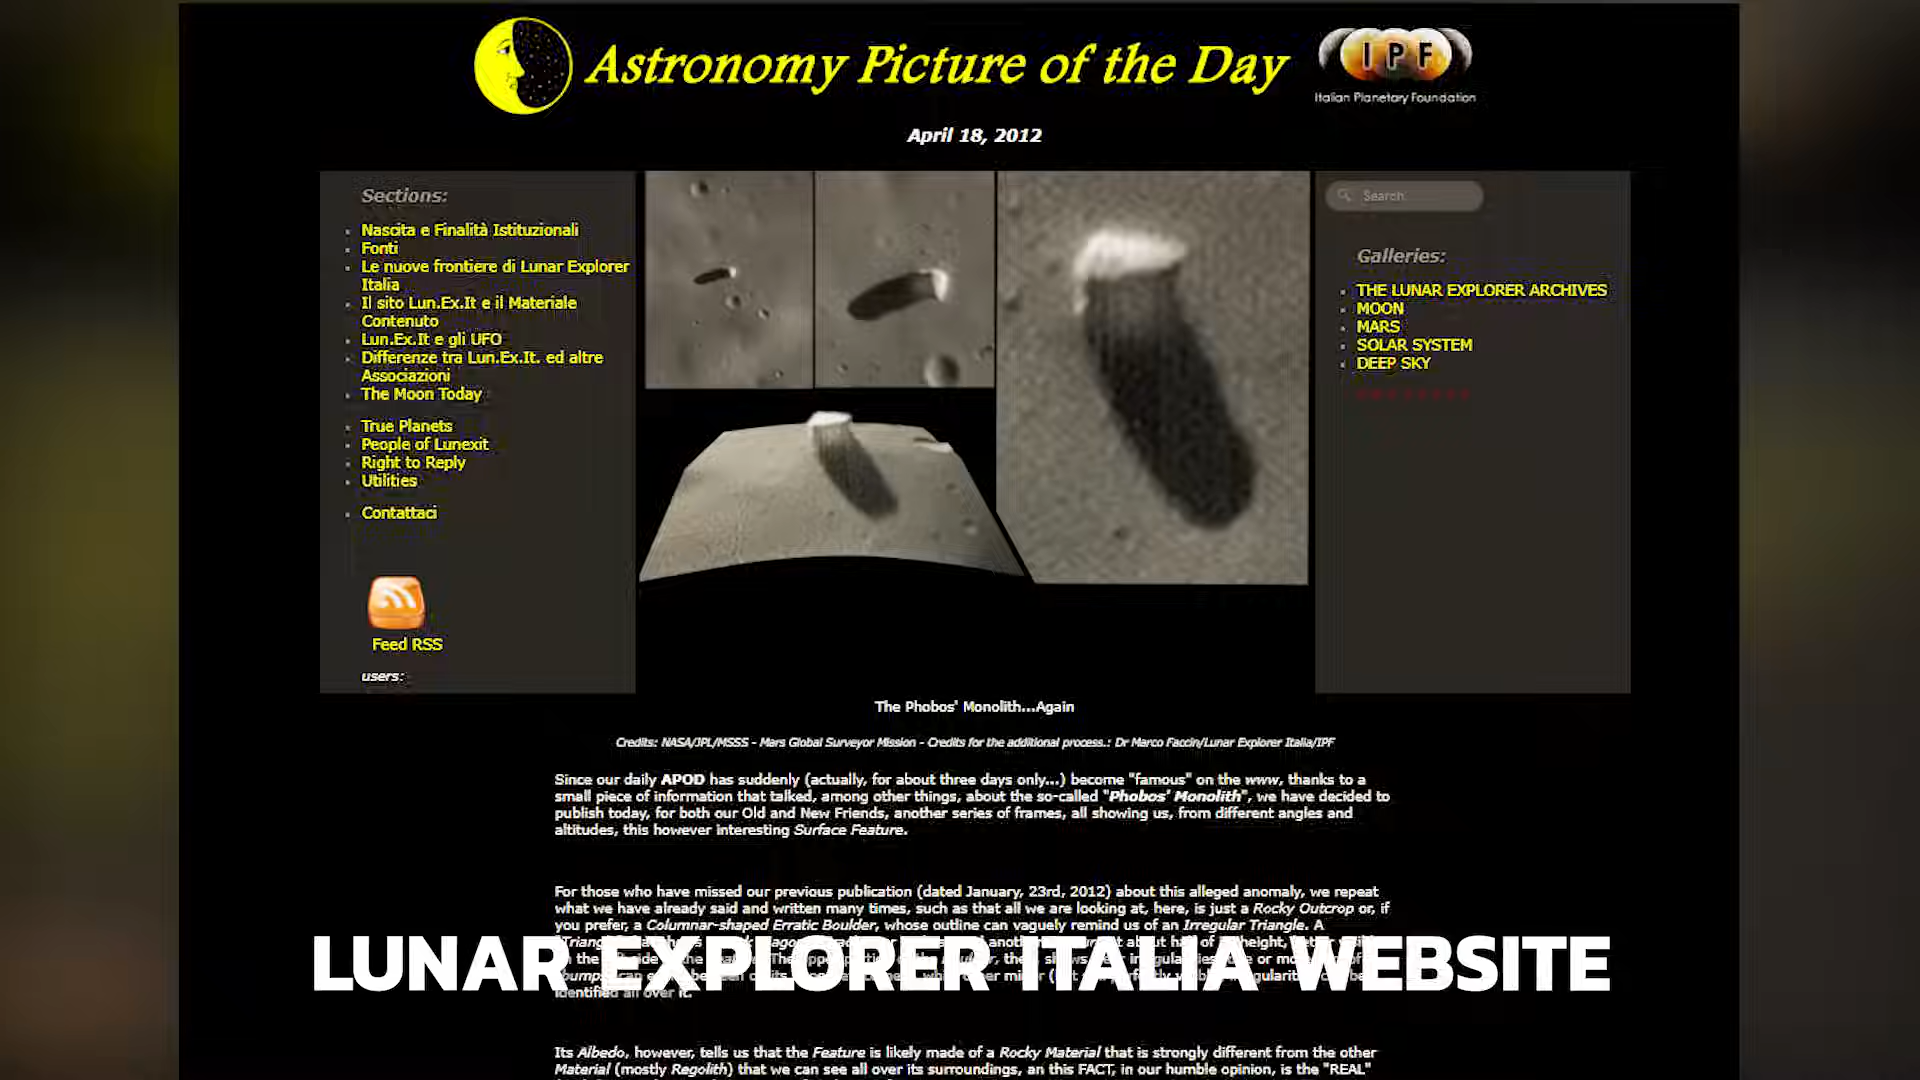 Astronomy Picture of the Day
I P F
Italian Planetary Foundation
April 18, 2012
Sections:
Nascita e Finalità Istituzionali
Fonti
Le nuove frontiere di Lunar Explorer
Italia
Il sito Lun.Ex.It e il Materiale
Contenuto
Lun.Ex.It e gli UFO
Differenze tra Lun.Ex.It. ed altre
Associazioni
The Moon Today
True Planets
People of Lunexit
Right to Reply
Utilities
Contattaci
Feed RSS
users:
Search
Galleries:
THE LUNAR EXPLORER ARCHIVES
MOON
MARS
SOLAR SYSTEM
DEEP SKY
The Phobos' Monolith...Again
Credits: NASA/JPL/MSSS - Mars Global Surveyor Mission - Credits for the additional process.: Dr Marco Faccin/Lunar Explorer Italia/IPF
Since our daily APOD has suddenly (actually, for about three days only...) become "famous" on the www, thanks to a
small piece of information that talked, among other things, about the so-called "Phobos' Monolith", we have decided to
publish today, for both our Old and New Friends, another series of frames, all showing us, from different angles and
altitudes, this however interesting Surface Feature.
For those who have missed our previous publication (dated January, 23rd, 2012) about this alleged anomaly, we repeat
what we have already said and written many times, such as that all we are looking at, here, is just a Rocky Outcrop or, if
you prefer, a Columnar-shaped Erratic Boulder, whose outline can vaguely remind us of an Irregular Triangle. A
identified all over it.
LUNAR EXPLORER ITALIA WEBSITE
Its Albedo, however, tells us that the Feature is likely made of a Rocky Material that is strongly different from the other
Material (mostly Regolith) that we can see all over its surroundings, an this FACT, in our humble opinion, is the "REAL"